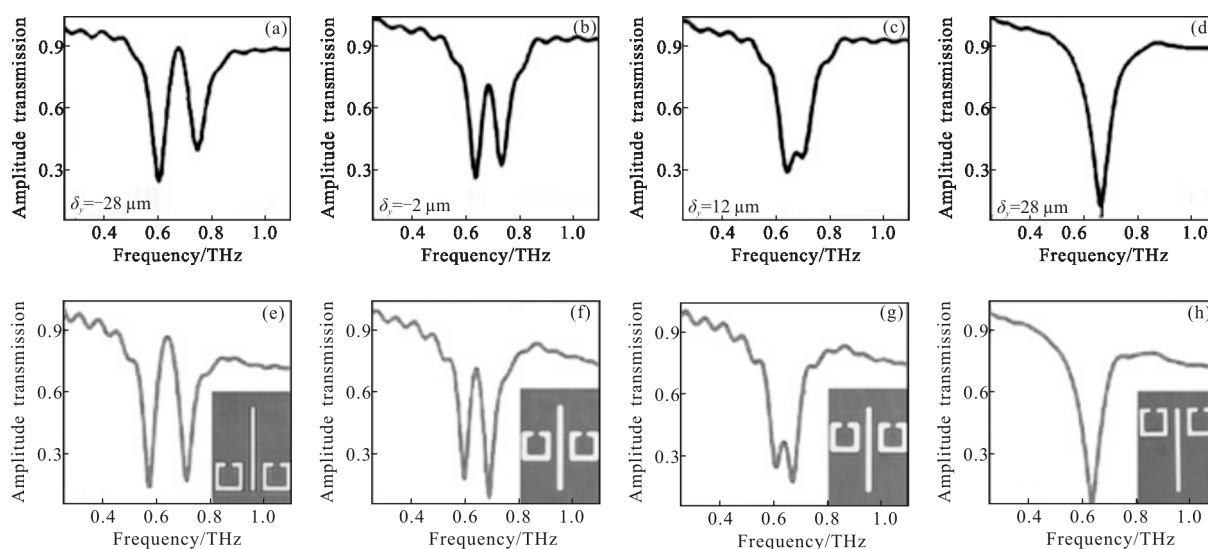 (a)
Amplitude transmission
0.9
0.6
0.3
δy=−28 μm
0.4 0.6 0.8 1.0
Frequency/THz
(b)
Amplitude transmission
0.9
0.6
0.3
δy=−2 μm
0.4 0.6 0.8 1.0
Frequency/THz
(c)
Amplitude transmission
0.9
0.6
0.3
δy=12 μm
0.4 0.6 0.8 1.0
Frequency/THz
(d)
Amplitude transmission
0.9
0.6
0.3
δy=28 μm
0.4 0.6 0.8 1.0
Frequency/THz
(e)
Amplitude transmission
0.9
0.6
0.3
0.4 0.6 0.8 1.0
Frequency/THz
(f)
Amplitude transmission
0.9
0.6
0.3
0.4 0.6 0.8 1.0
Frequency/THz
(g)
Amplitude transmission
0.9
0.6
0.3
0.4 0.6 0.8 1.0
Frequency/THz
(h)
Amplitude transmission
0.9
0.6
0.3
0.4 0.6 0.8 1.0
Frequency/THz